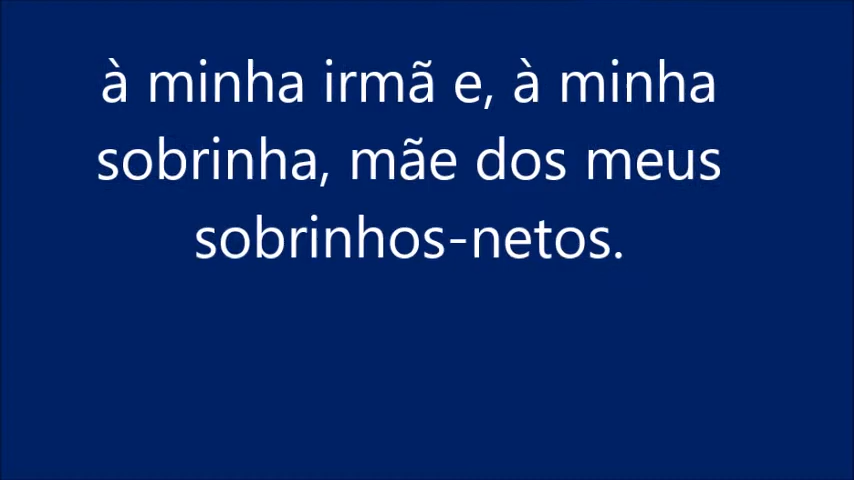 à minha irmã e, à minha
sobrinha, mãe dos meus
sobrinhos-netos.